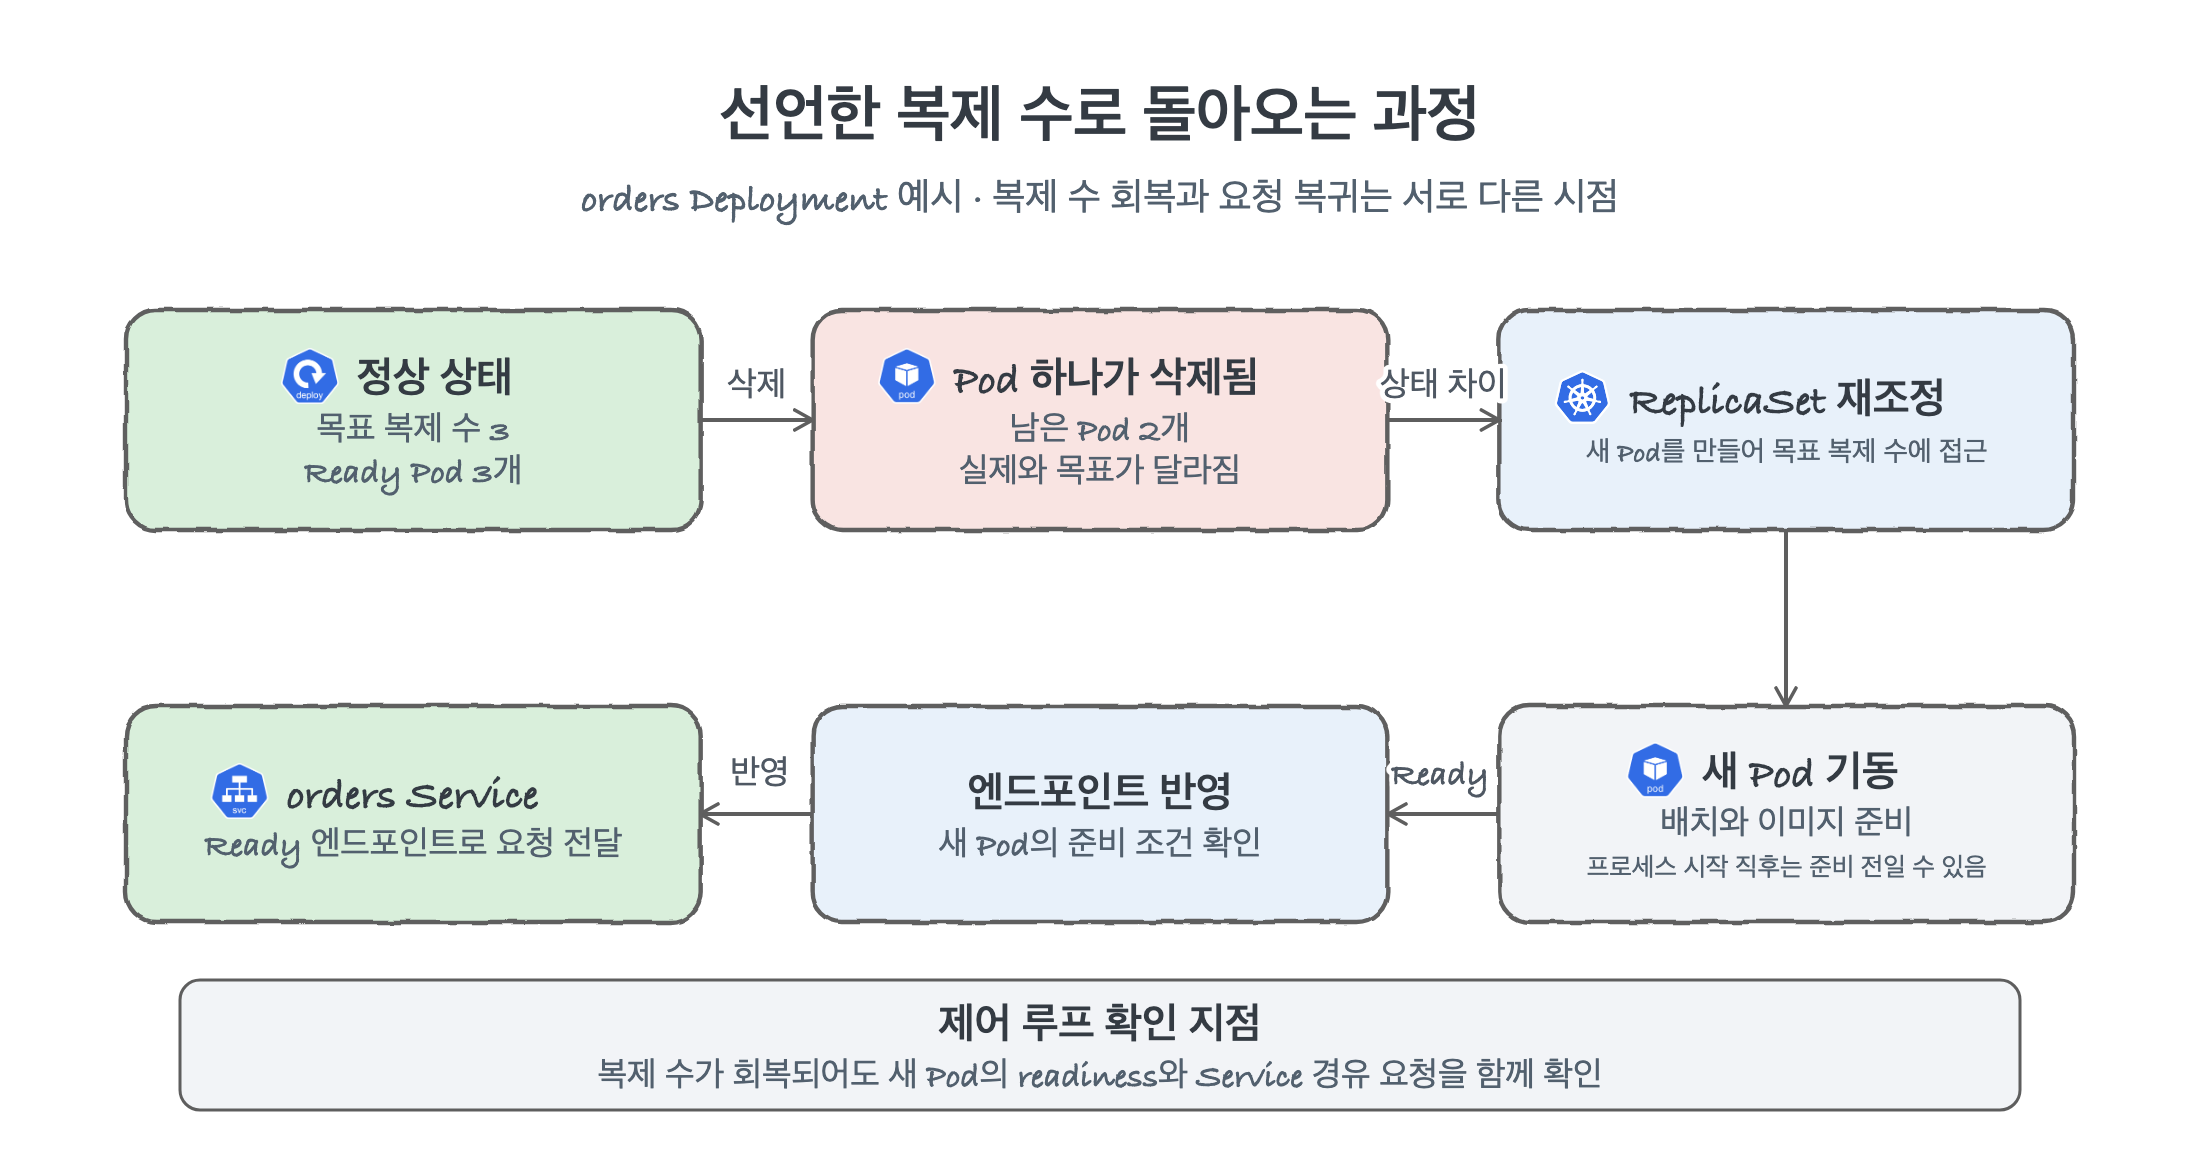 선언한 복제 수로 돌아오는 과정
orders Deployment 예시 · 복제 수 회복과 요청 복귀는 서로 다른 시점
deploy
정상 상태
목표 복제 수 3
Ready Pod 3개
삭제
pod
Pod 하나가 삭제됨
남은 Pod 2개
실제와 목표가 달라짐
상태 차이
ReplicaSet 재조정
새 Pod를 만들어 목표 복제 수에 접근
pod
새 Pod 기동
배치와 이미지 준비
프로세스 시작 직후는 준비 전일 수 있음
Ready
엔드포인트 반영
새 Pod의 준비 조건 확인
반영
svc
orders Service
Ready 엔드포인트로 요청 전달
제어 루프 확인 지점
복제 수가 회복되어도 새 Pod의 readiness와 Service 경유 요청을 함께 확인